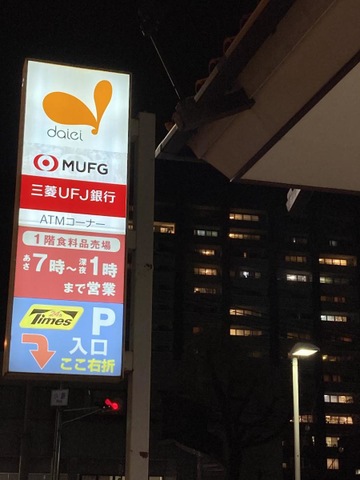 daiei
MUFG
三菱UFJ銀行
ATMコーナー
1階食料品売場
あさ7時~深夜1時
まで営業
24h Times P
入口
ここ右折